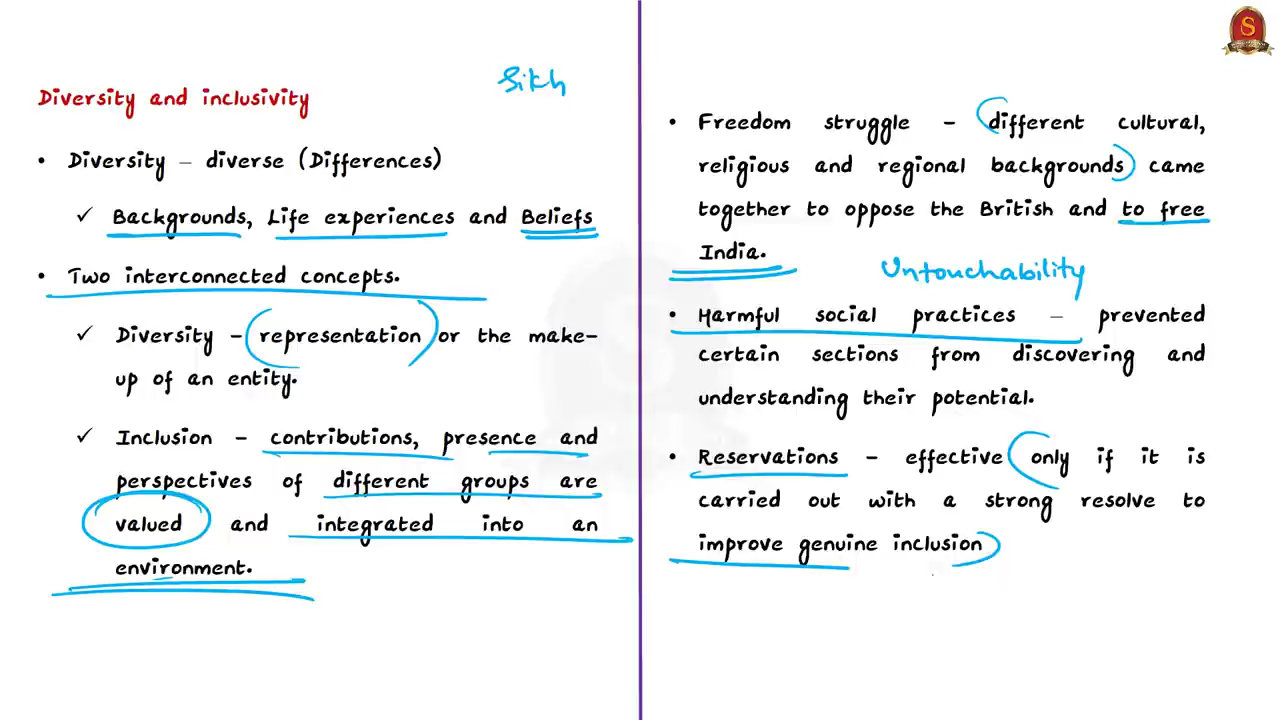 Sikh
Diversity and inclusivity
• Diversity – diverse (Differences)
✓ Backgrounds, Life experiences and Beliefs
• Two interconnected concepts.
✓ Diversity – representation or the make-
up of an entity.
✓ Inclusion – contributions, presence and
perspectives of different groups are
valued and integrated into an
environment.
• Freedom struggle – different cultural,
religious and regional backgrounds came
together to oppose the British and to free
India.
Untouchability
• Harmful social practices – prevented
certain sections from discovering and
understanding their potential.
• Reservations – effective only if it is
carried out with a strong resolve to
improve genuine inclusion
S